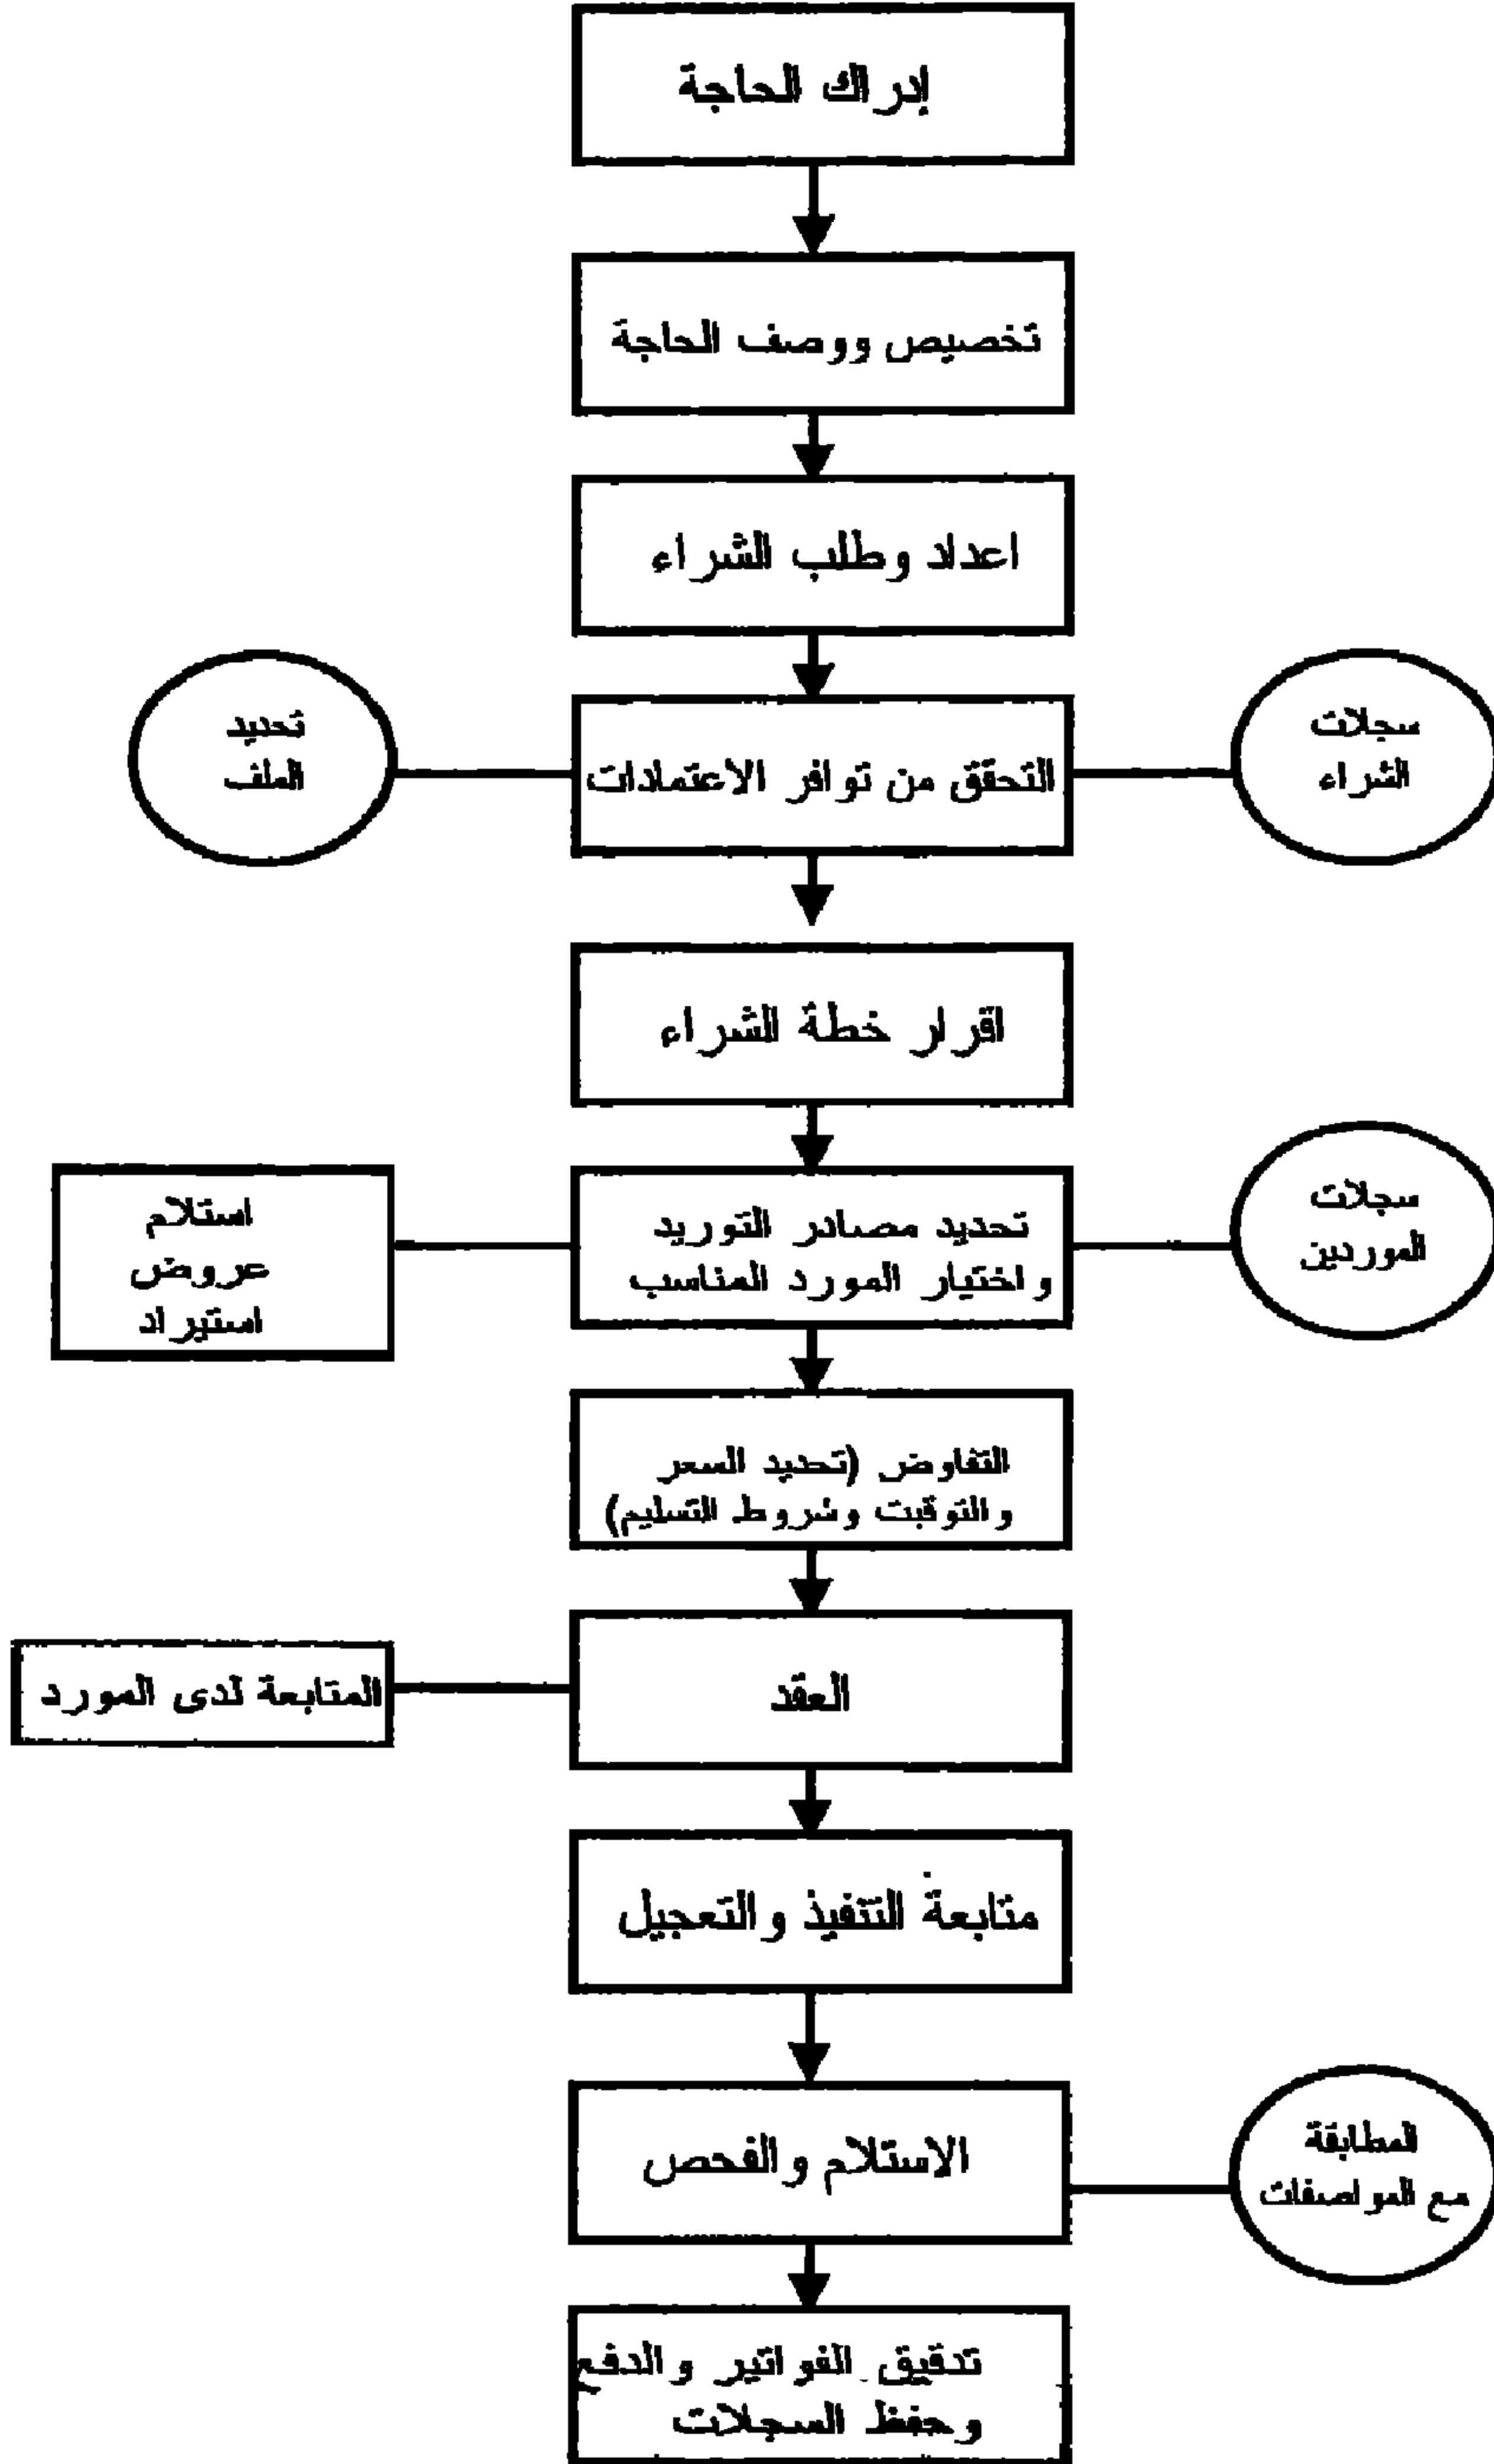 إدراك الحاجة
تخصيص ووصف الحاجة
اعداد وطلب الشراء
سجلات
الشراء
التحقق من توافر الاعتمادات
تحديد
الملف
اقرار خطة الشراء
سجلات
الموردين
تحديد مصادر التوريد
واختيار المورد المناسب
استلام
عروض
استيراد
التفاوض (تحديد السعر
والتوقيت وشروط التسليم)
العقد
المتابعة لدى المورد
متابعة التنفيذ والتعجيل
الاستلام والفحص
المطابقة
مع المواصفات
تدقيق الفواتير والدفع
وحفظ السجلات